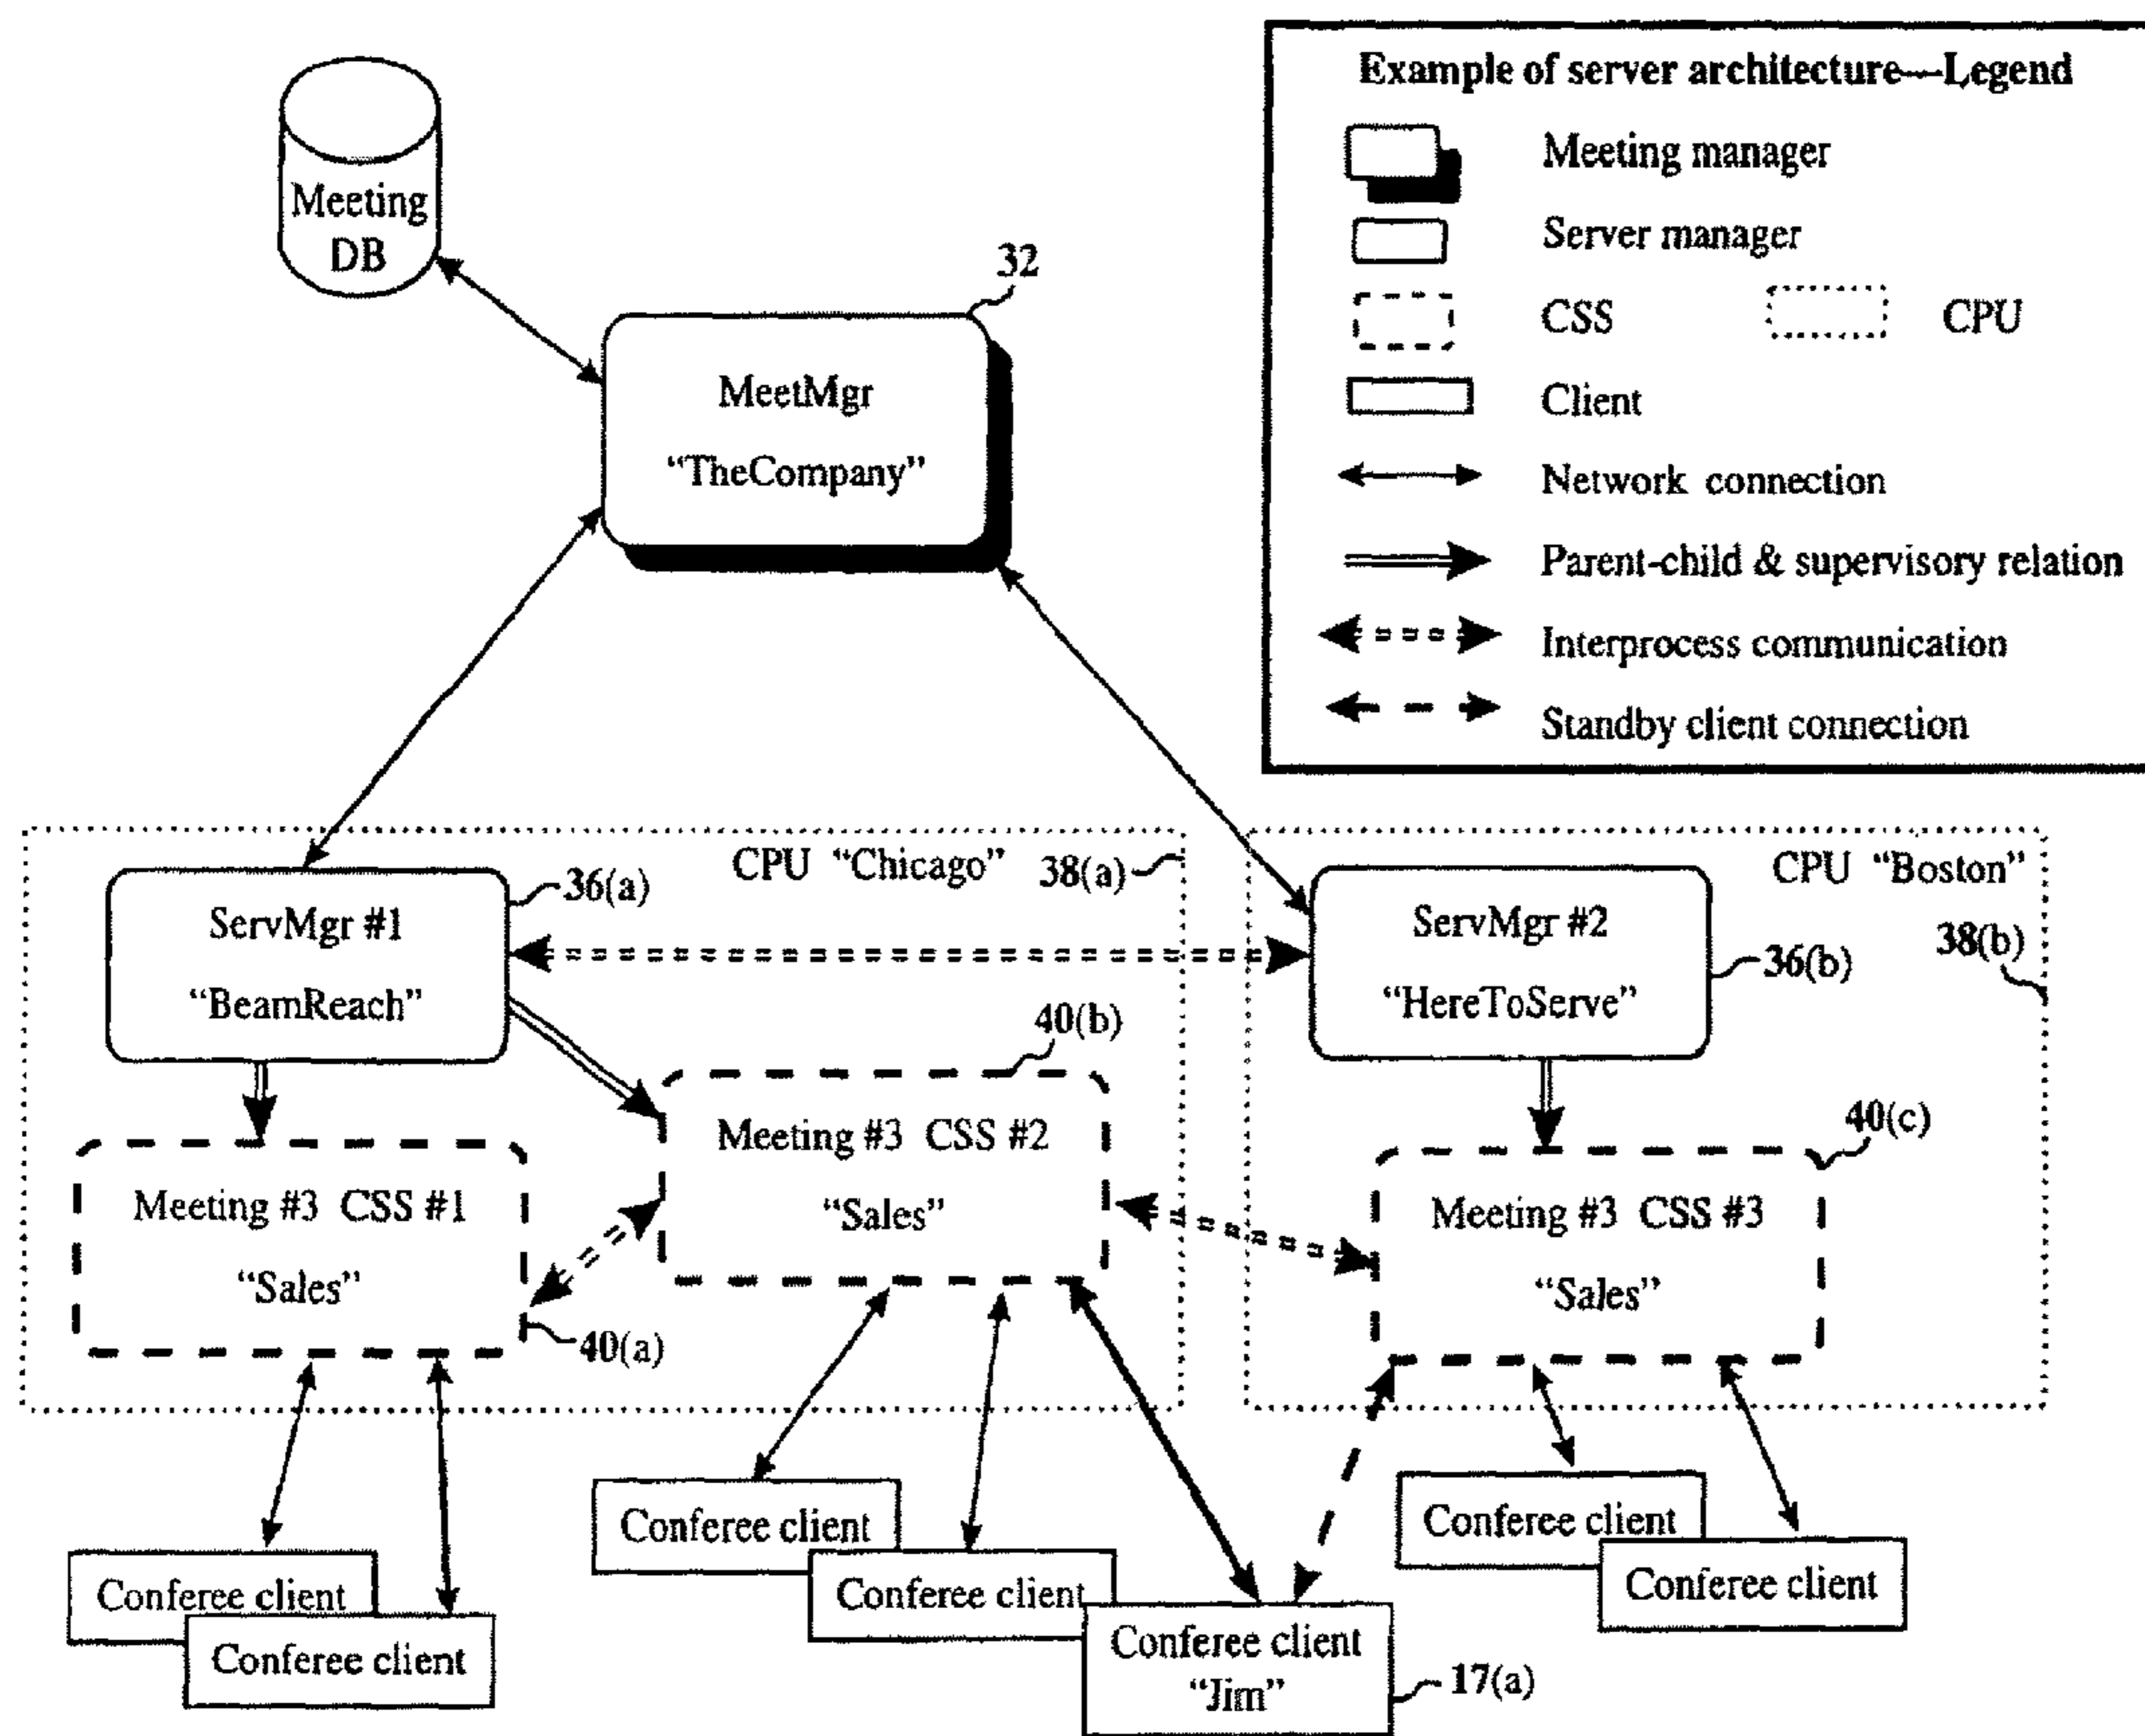 Example of server architecture—Legend
Meeting manager
Server manager
CSS
CPU
Client
Network connection
Parent-child & supervisory relation
Interprocess communication
Standby client connection
Meeting
DB
32
MeetMgr
“TheCompany”
CPU “Chicago”
38(a)
36(a)
ServMgr #1
“BeamReach”
CPU “Boston”
38(b)
ServMgr #2
“HereToServe”
36(b)
40(b)
Meeting #3 CSS #2
“Sales”
Meeting #3 CSS #1
“Sales”
40(a)
40(c)
Meeting #3 CSS #3
“Sales”
Conferee client
Conferee client
Conferee client
Conferee client
Conferee client
“Jim”
17(a)
Conferee client
Conferee client